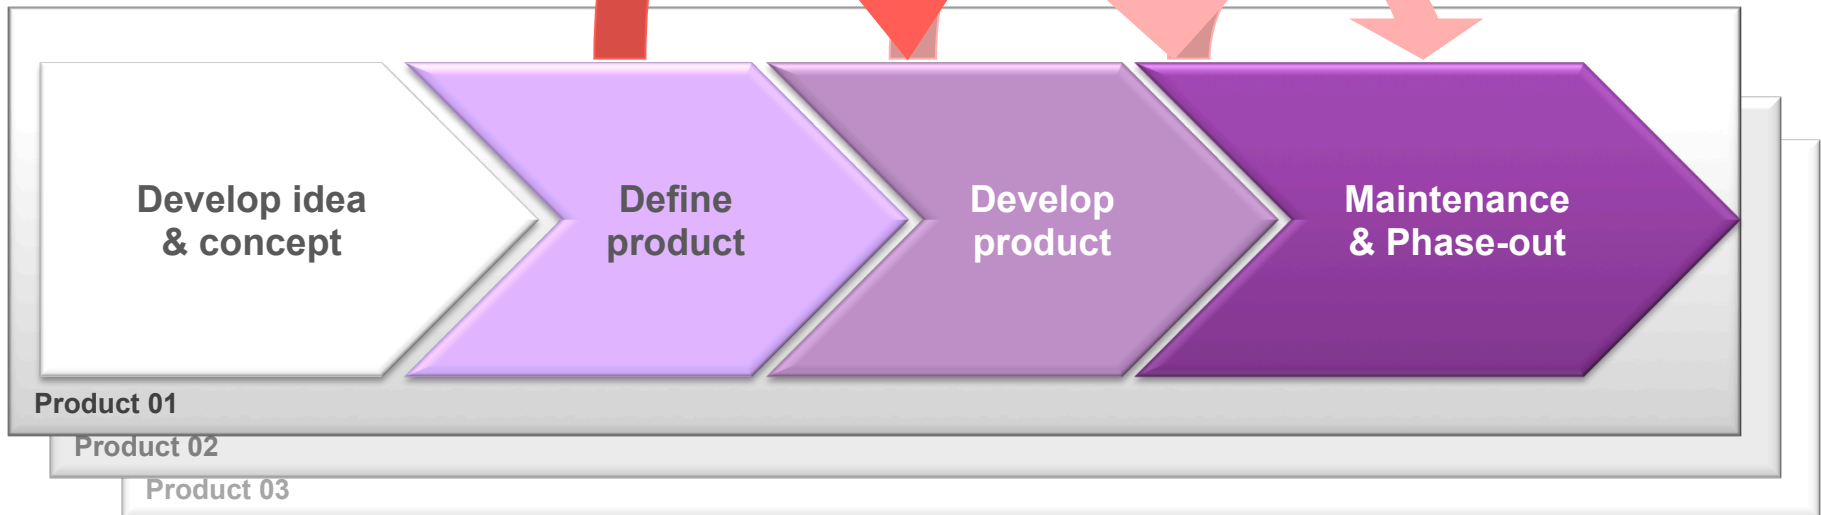 Develop idea
& concept
Define
product
Develop
product
Maintenance
& Phase-out
Product 01
Product 02
Product 03